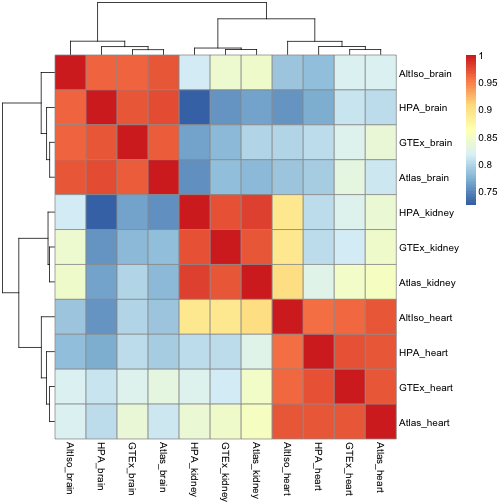 1
0.95
0.9
0.85
0.8
0.75
AltIso_brain
HPA_brain
GTEx_brain
Atlas_brain
HPA_kidney
GTEx_kidney
Atlas_kidney
AltIso_heart
HPA_heart
GTEx_heart
Atlas_heart
AltIso_brain
HPA_brain
GTEx_brain
Atlas_brain
HPA_kidney
GTEx_kidney
Atlas_kidney
AltIso_heart
HPA_heart
GTEx_heart
Atlas_heart